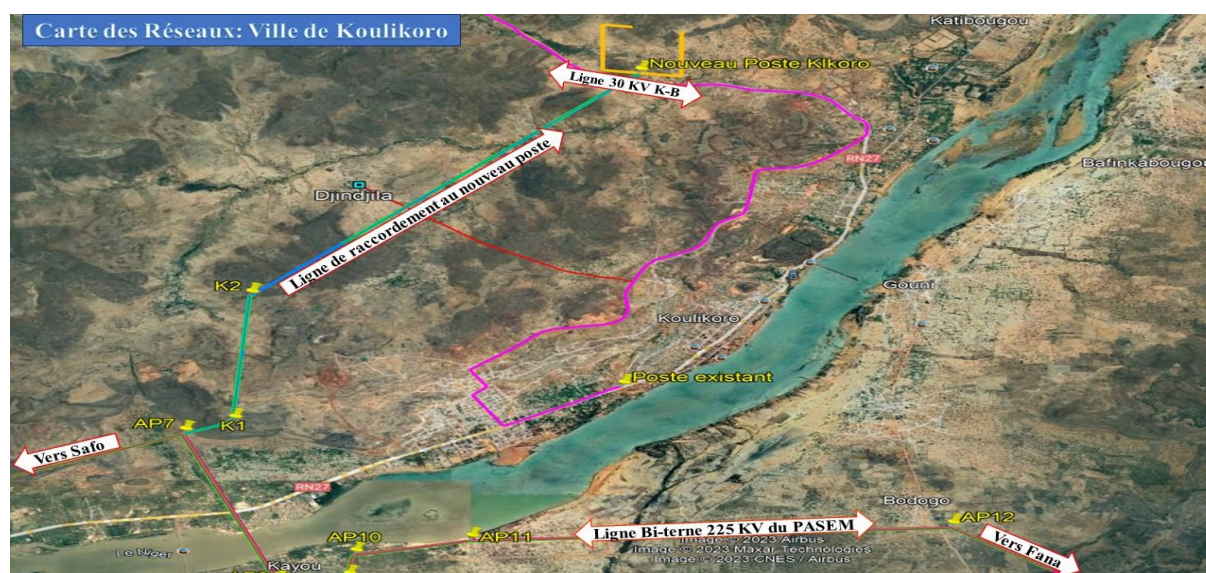 Carte des Réseaux: Ville de Koulikoro
Katibougou
Nouveau Poste Klkoro
Ligne 30 KV K-B
RN27
Bafinkabougou
Djindjila
Ligne de raccordement au nouveau poste
K2
Gouni
Koulikoro
Poste existant
AP7
K1
Vers Safo
RN27
Bodogo
AP12
Ligne Bi-terne 225 KV du PASEM
AP11
AP10
Le Niger
Kayou
Vers Fana
Image © 2023 Airbus
Image © 2023 Maxar Technologies
Image © 2023 CNES / Airbus